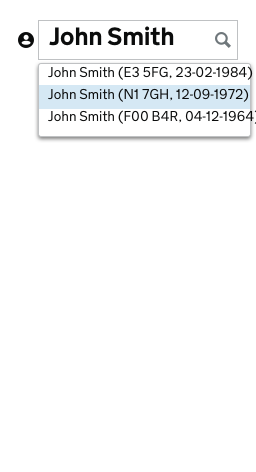 John Smith
John Smith (E3 5FG, 23-02-1984)
John Smith (N1 7GH, 12-09-1972)
John Smith (F00 B4R, 04-12-1964)